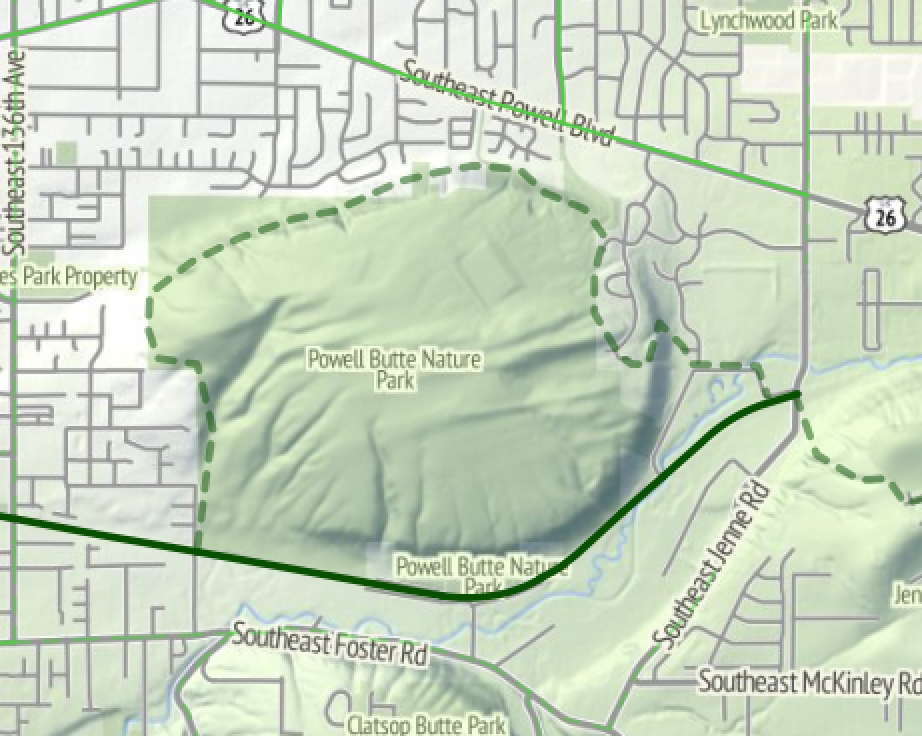 26
Lynchwood Park
Southeast Powell Blvd
Southeast 136th Ave
26
es Park Property
Powell Butte Nature
Park
Powell Butte Nature
Park
Southeast Jenne Rd
Jen
Southeast Foster Rd
Southeast McKinley Rd
Clatsop Butte Park